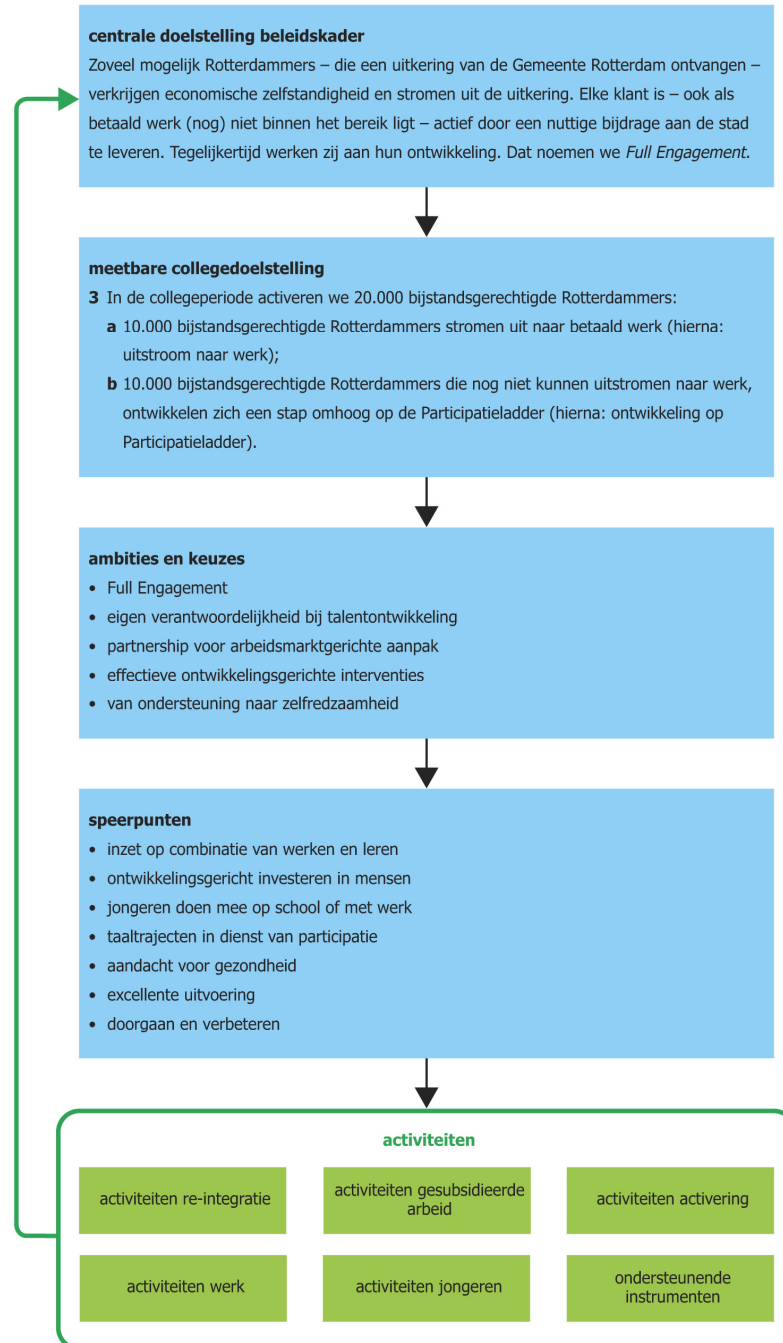 centrale doelstelling beleidskader
Zoveel mogelijk Rotterdammers – die een uitkering van de Gemeente Rotterdam ontvangen –
verkrijgen economische zelfstandigheid en stromen uit de uitkering. Elke klant is – ook als
betaald werk (nog) niet binnen het bereik ligt – actief door een nuttige bijdrage aan de stad
te leveren. Tegelijkertijd werken zij aan hun ontwikkeling. Dat noemen we Full Engagement.
meetbare collegedoelstelling
3 In de collegeperiode activeren we 20.000 bijstandsgerechtigde Rotterdammers:
a 10.000 bijstandsgerechtigde Rotterdammers stromen uit naar betaald werk (hierna:
uitstroom naar werk);
b 10.000 bijstandsgerechtigde Rotterdammers die nog niet kunnen uitstromen naar werk,
ontwikkelen zich een stap omhoog op de Participatieladder (hierna: ontwikkeling op
Participatieladder).
ambities en keuzes
• Full Engagement
• eigen verantwoordelijkheid bij talentontwikkeling
• partnership voor arbeidsmarktgerichte aanpak
• effectieve ontwikkelingsgerichte interventies
• van ondersteuning naar zelfredzaamheid
speerpunten
• inzet op combinatie van werken en leren
• ontwikkelingsgericht investeren in mensen
• jongeren doen mee op school of met werk
• taaltrajecten in dienst van participatie
• aandacht voor gezondheid
• excellente uitvoering
• doorgaan en verbeteren
activiteiten
activiteiten re-integratie
activiteiten gesubsidieerde
arbeid
activiteiten activering
activiteiten werk
activiteiten jongeren
ondersteunende
instrumenten